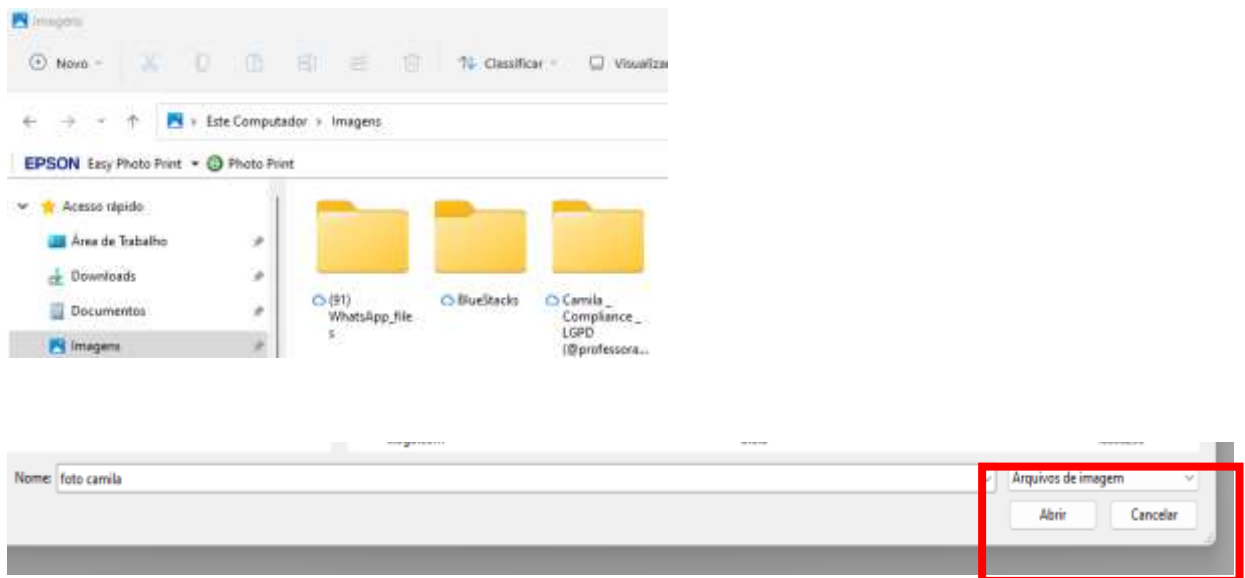 Imagens
Novo
Classificar
Visualizar
Este Computador > Imagens
EPSON Easy Photo Print Photo Print
Acesso rápido
Área de Trabalho
Downloads
Documentos
Imagens
(91)
WhatsApp_file
s
BlueStacks
Camila _
Compliance _
LGPD
(@professora...
Nome: foto camila
Arquivos de imagem
Abrir
Cancelar